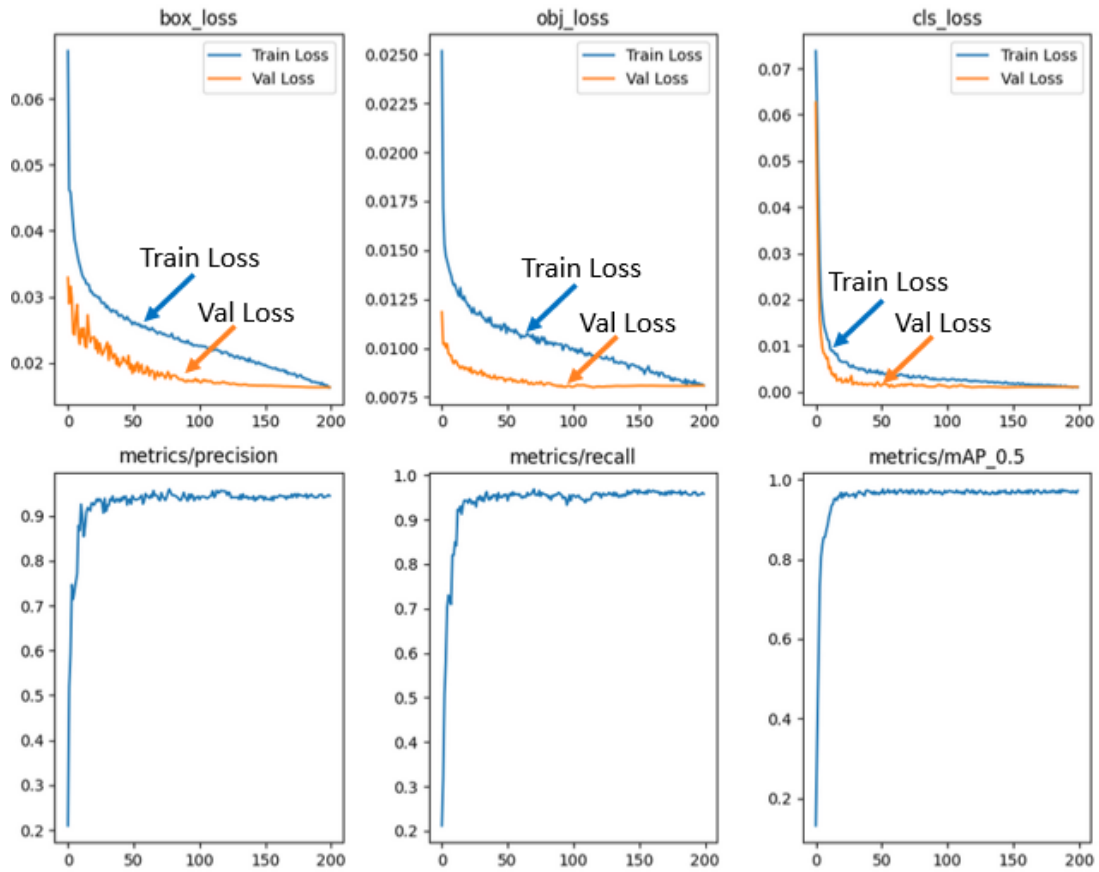 box_loss
Train Loss
Val Loss
0.06
0.05
0.04
0.03
0.02
Train Loss
Val Loss
0 50 100 150 200
obj_loss
Train Loss
Val Loss
0.0250
0.0225
0.0200
0.0175
0.0150
0.0125
0.0100
0.0075
Train Loss
Val Loss
0 50 100 150 200
cls_loss
Train Loss
Val Loss
0.07
0.06
0.05
0.04
0.03
0.02
0.01
0.00
Train Loss
Val Loss
0 50 100 150 200
metrics/precision
0.9
0.8
0.7
0.6
0.5
0.4
0.3
0.2
0 50 100 150 200
metrics/recall
1.0
0.9
0.8
0.7
0.6
0.5
0.4
0.3
0.2
0 50 100 150 200
metrics/mAP_0.5
1.0
0.8
0.6
0.4
0.2
0 50 100 150 200